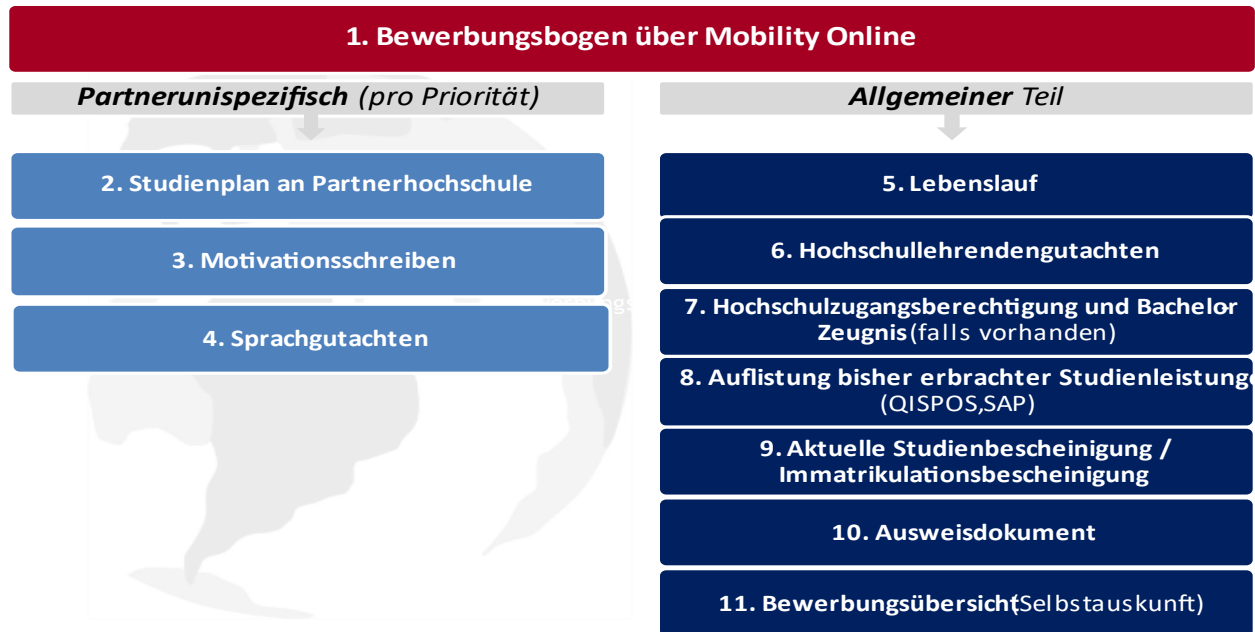 1. Bewerbungsbogen über Mobility Online
Partnerunispezifisch (pro Priorität)
2. Studienplan an Partnerhochschule
3. Motivationsschreiben
4. Sprachgutachten
Allgemeiner Teil
5. Lebenslauf
6. Hochschullehrendengutachten
7. Hochschulzugangsberechtigung und Bachelor-
Zeugnis (falls vorhanden)
8. Auflistung bisher erbrachter Studienleistunge
(QISPOS,SAP)
9. Aktuelle Studienbescheinigung /
Immatrikulationsbescheinigung
10. Ausweisdokument
11. Bewerbungsübersicht (Selbstauskunft)